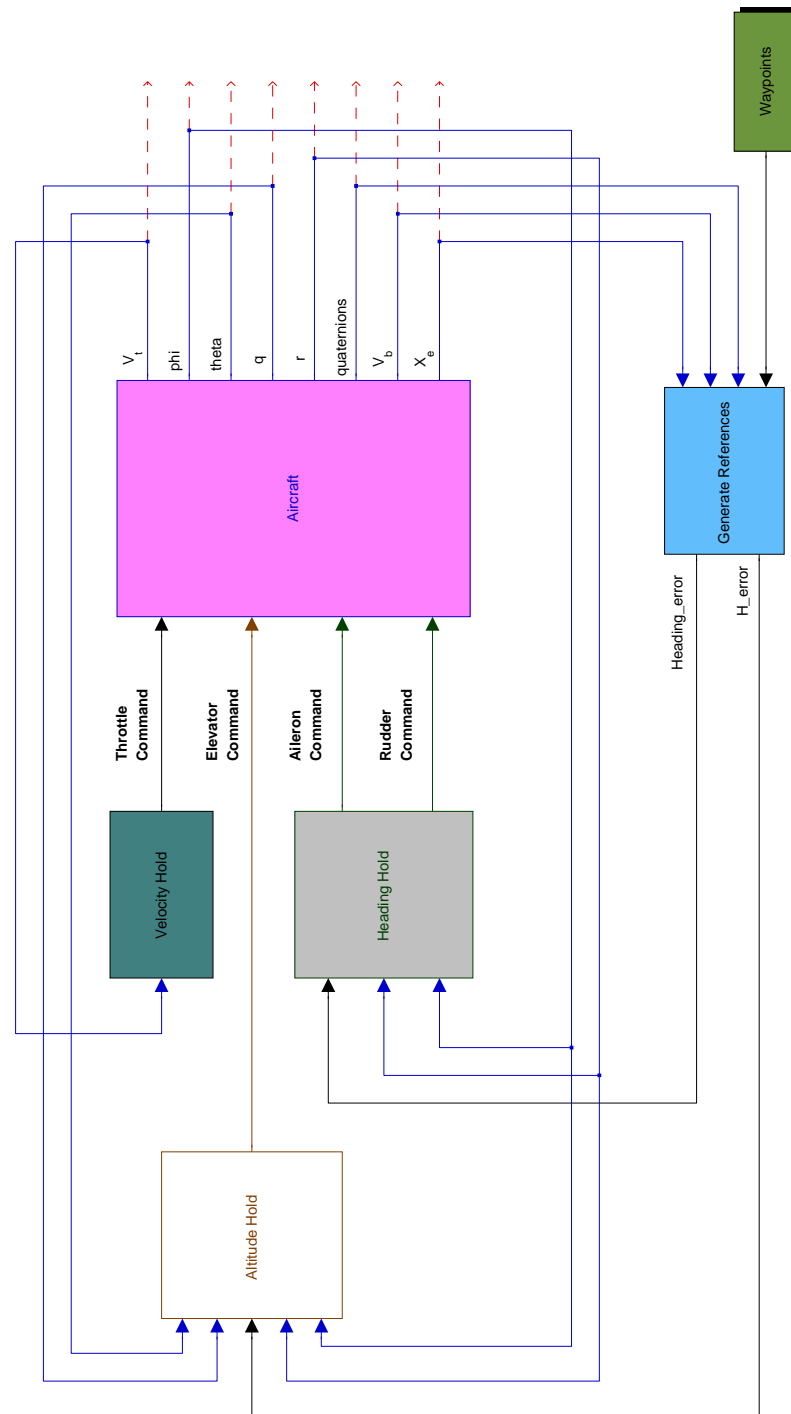 Waypoints
V_t
phi
theta
q
r
quaternions
V_b
X_e
Aircraft
Generate References
Heading_error
H_error
Throttle
Command
Elevator
Command
Aileron
Command
Rudder
Command
Velocity Hold
Heading Hold
Altitude Hold